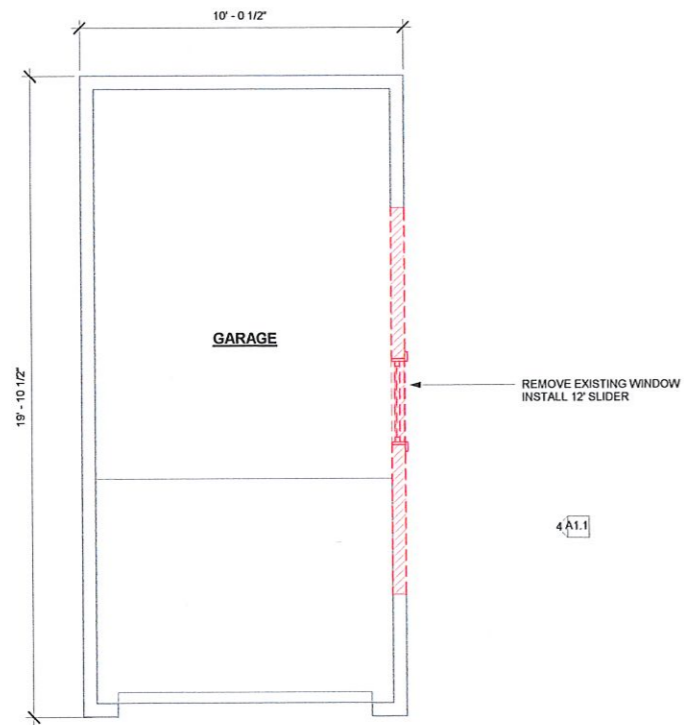 10' - 0 1/2"
19' - 10 1/2"
GARAGE
REMOVE EXISTING WINDOW
INSTALL 12' SLIDER
4 A1.1